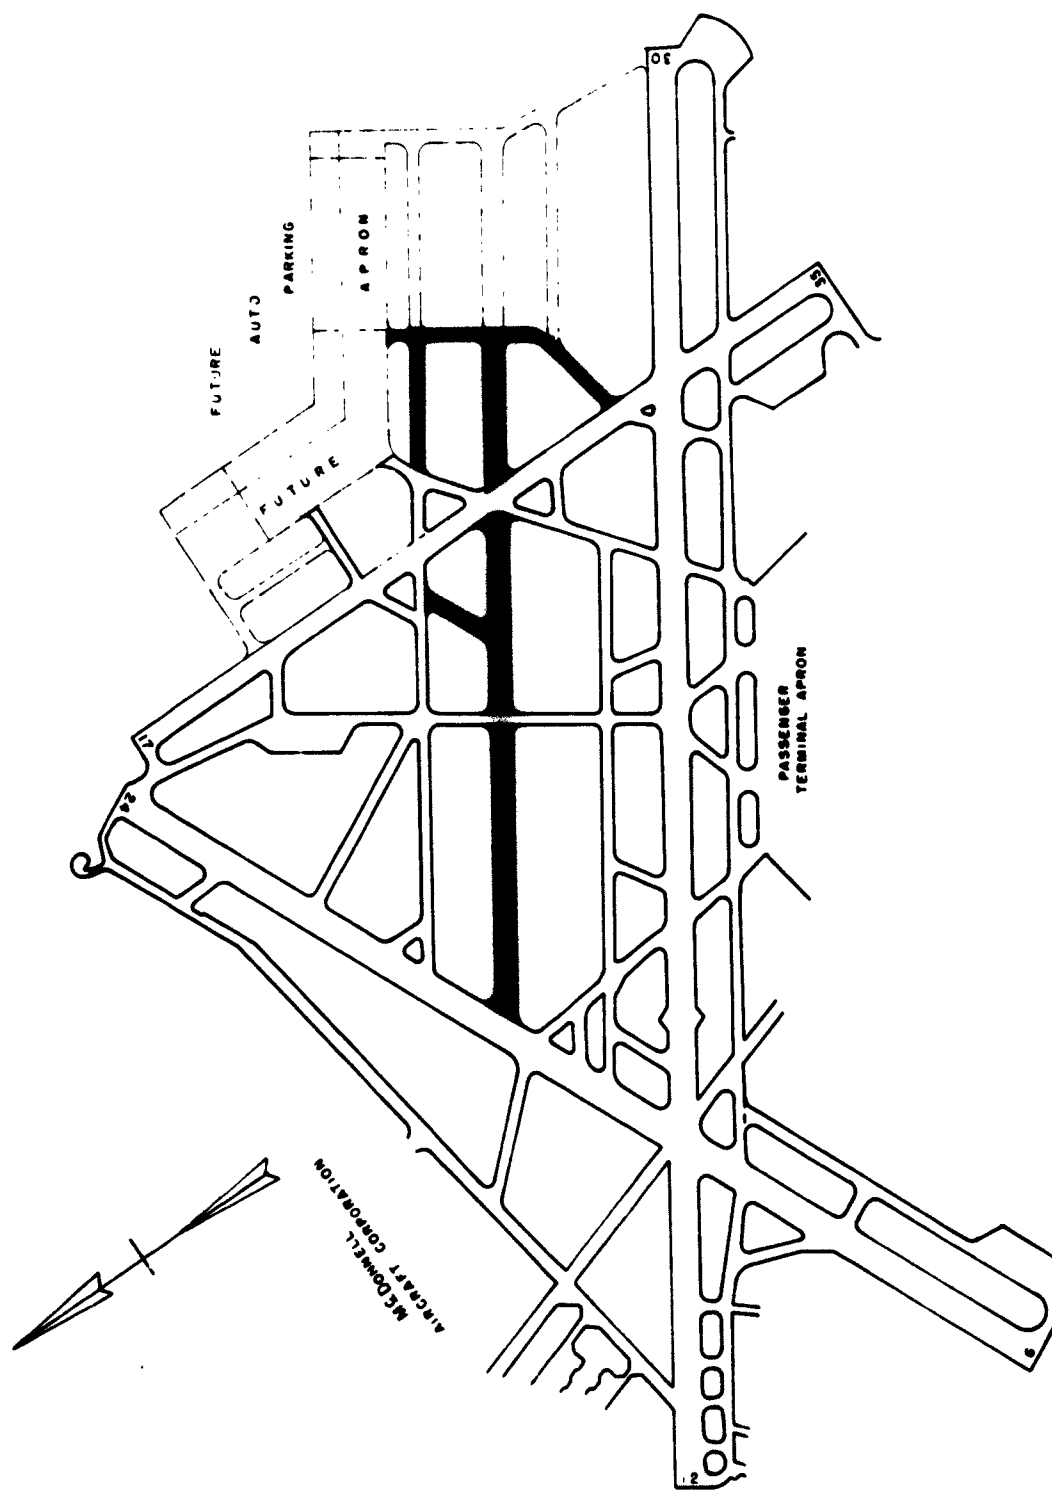 30
FUTURE
AUTO
PARKING
APRON
FUTURE
35
17
24
PASSENGER
TERMINAL APRON
McDONNELL
AIRCRAFT CORPORATION
6
12